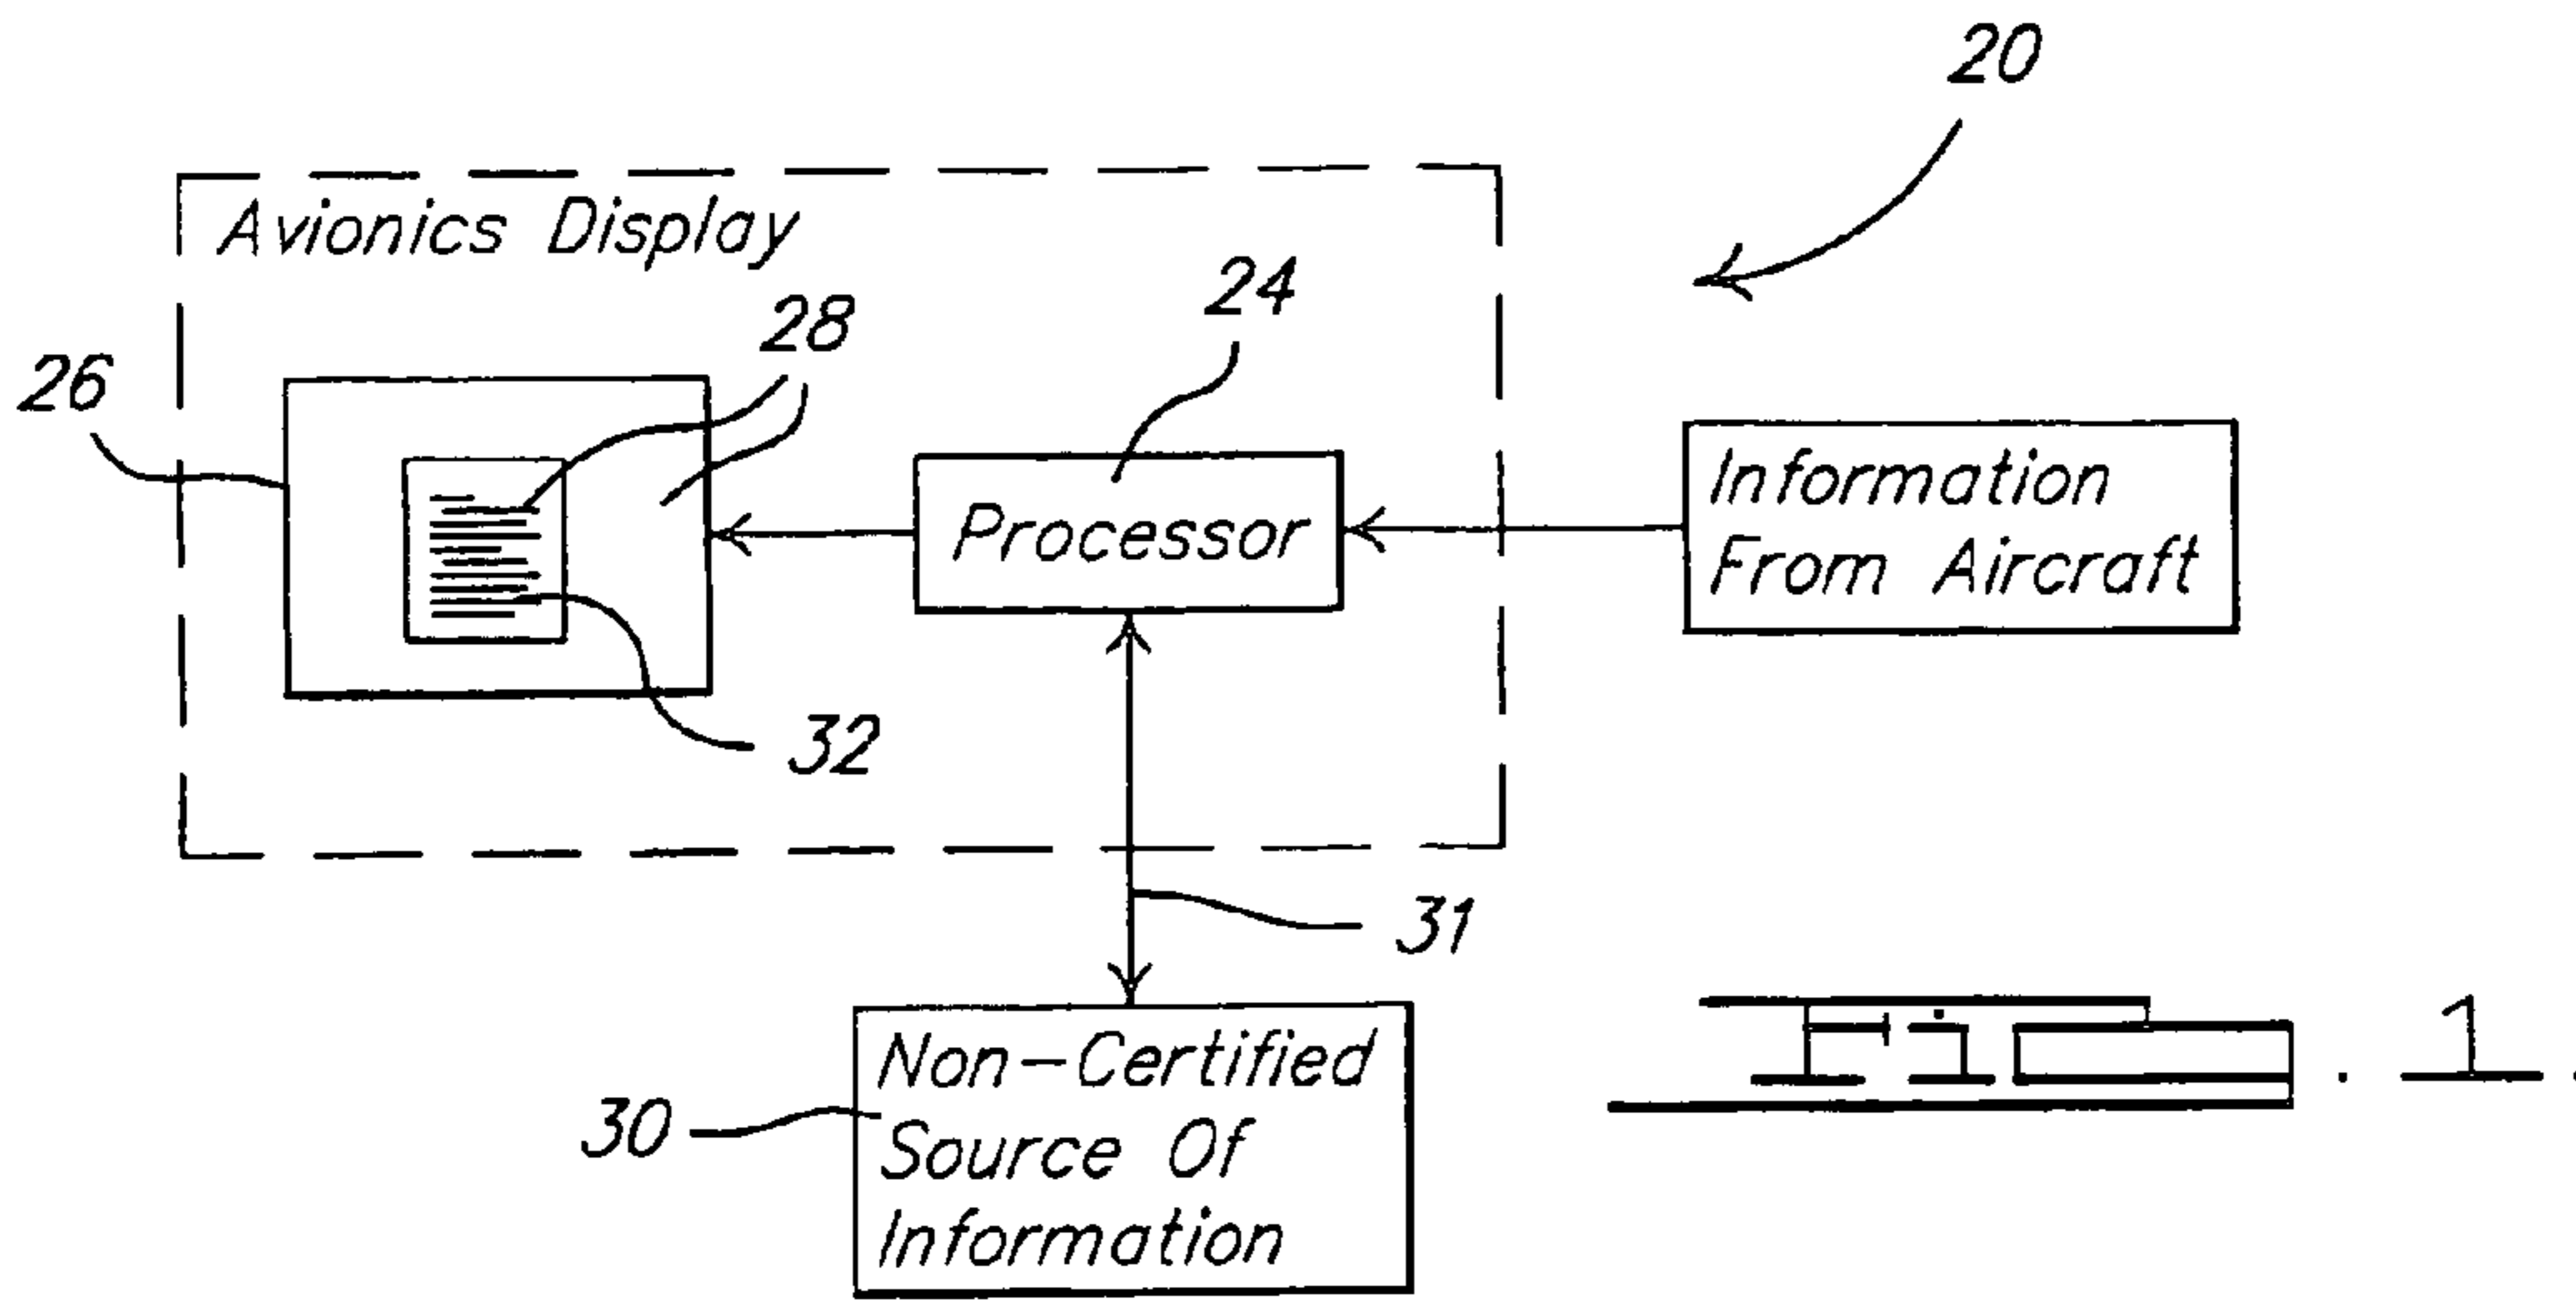 20
Avionics Display
28
24
26
Processor
Information
From Aircraft
32
31
Non-Certified
Source Of
Information
30
Fig. 1.